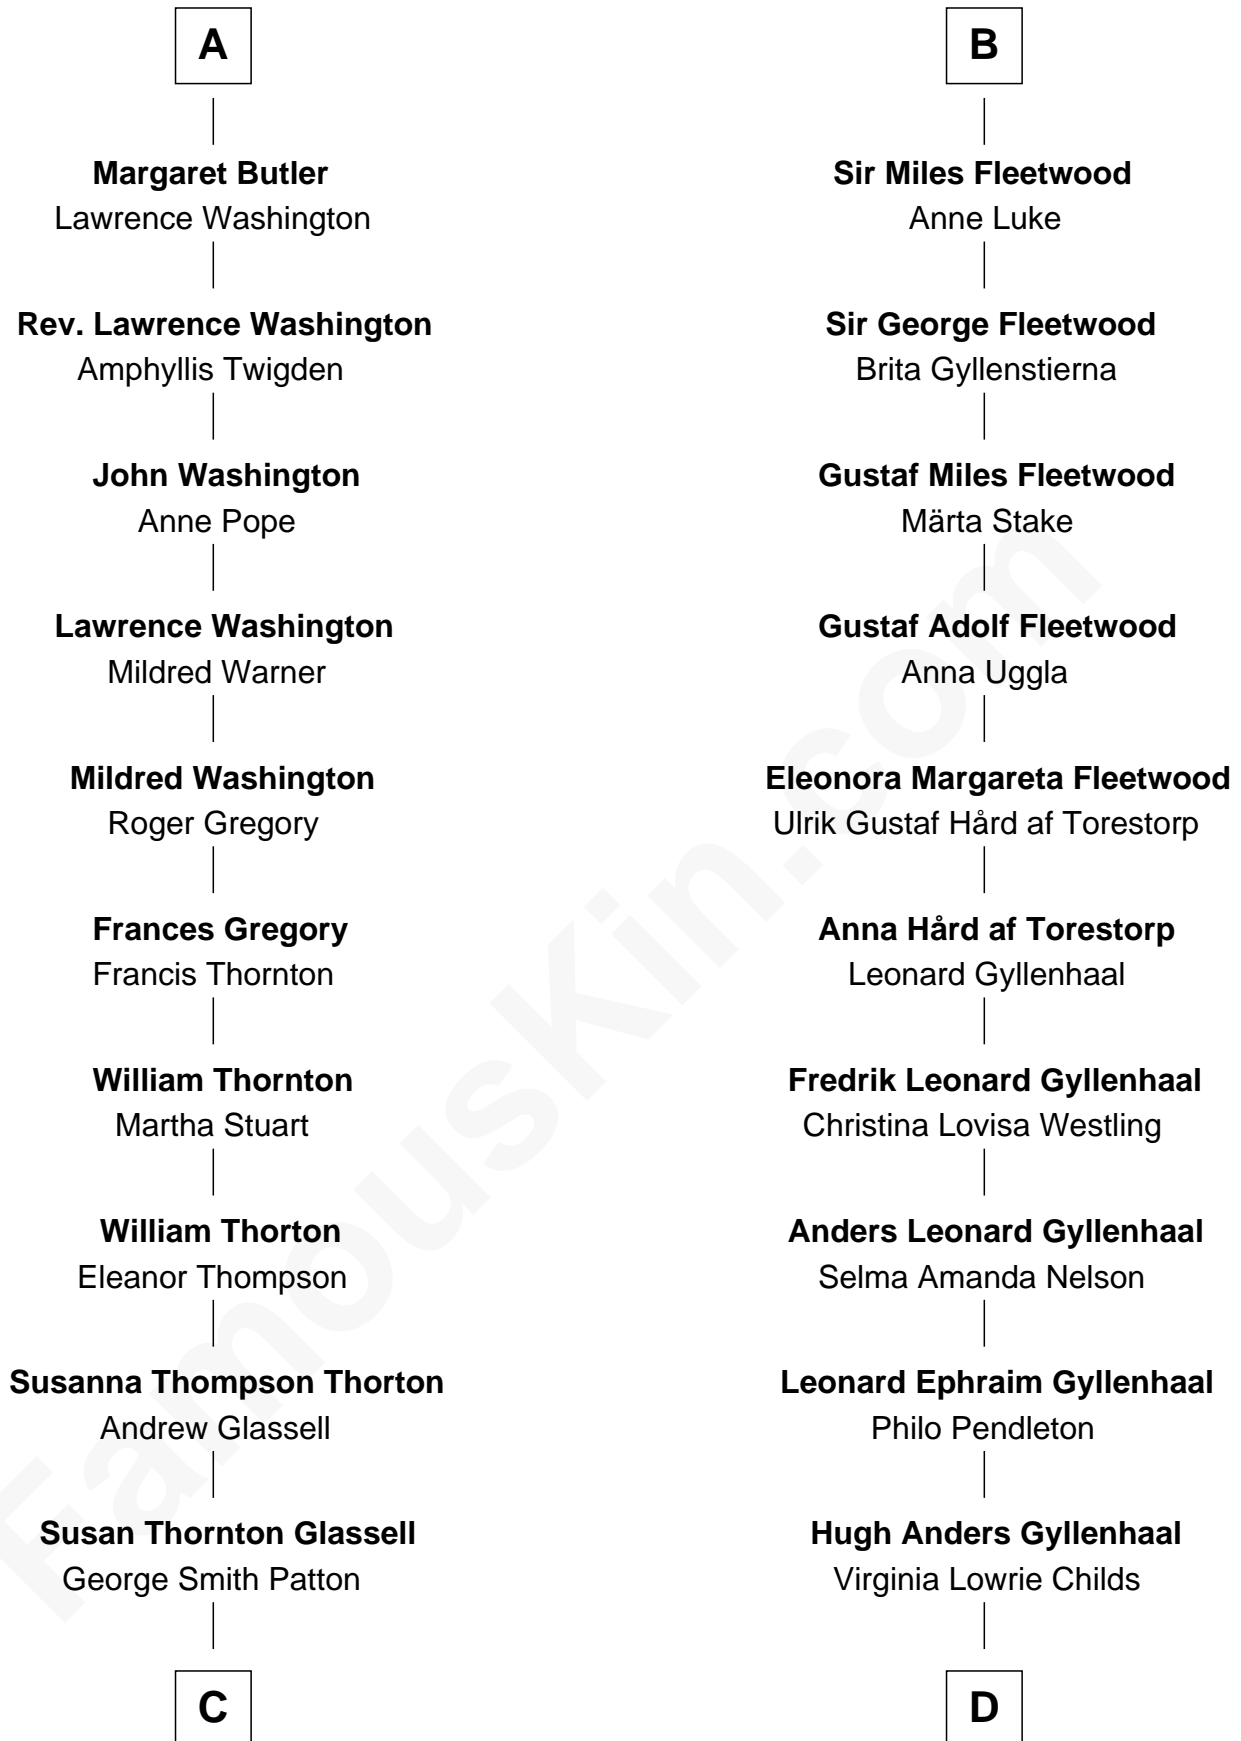 A
Margaret Butler
Lawrence Washington
Rev. Lawrence Washington
Amphyllis Twigden
John Washington
Anne Pope
Lawrence Washington
Mildred Warner
Mildred Washington
Roger Gregory
Frances Gregory
Francis Thornton
William Thornton
Martha Stuart
William Thorton
Eleanor Thompson
Susanna Thompson Thorton
Andrew Glassell
Susan Thornton Glassell
George Smith Patton
C
B
Sir Miles Fleetwood
Anne Luke
Sir George Fleetwood
Brita Gyllenstierna
Gustaf Miles Fleetwood
Märta Stake
Gustaf Adolf Fleetwood
Anna Uggla
Eleonora Margareta Fleetwood
Ulrik Gustaf Hård af Torestorp
Anna Hård af Torestorp
Leonard Gyllenhaal
Fredrik Leonard Gyllenhaal
Christina Lovisa Westling
Anders Leonard Gyllenhaal
Selma Amanda Nelson
Leonard Ephraim Gyllenhaal
Philo Pendleton
Hugh Anders Gyllenhaal
Virginia Lowrie Childs
D
FamousKin.com